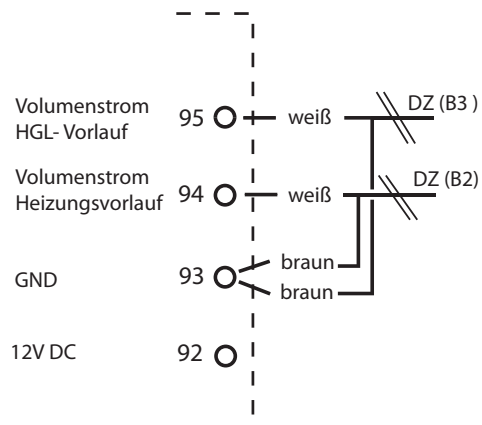 Volumenstrom
HGL- Vorlauf
95
weiß
DZ (B3 )
Volumenstrom
Heizungsvorlauf
94
weiß
DZ (B2)
GND
93
braun
braun
12V DC
92